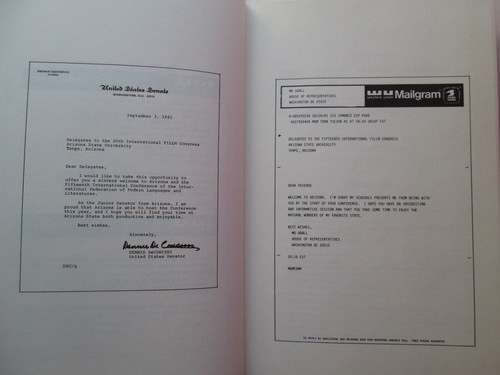 United States Senate
WASHINGTON, D.C. 20510
September 3, 1981
Delegates to the 20th International FILLM Congress
Arizona State University
Tempe, Arizona
Dear Delegates:
I would like to take this opportunity to
offer you a sincere welcome to Arizona and the
Fifteenth International Conference of the Inter-
national Federation of Modern Languages and
Literatures.
As the Junior Senator from Arizona, I am
proud that Arizona is able to host the Conference
this year, and I hope you will find your time at
Arizona State both productive and enjoyable.
Best wishes.
Sincerely,
Dennis DeConcini
DENNIS DeCONCINI
United States Senator
DDC/g
Mailgram
MO UDALL
HOUSE OF REPRESENTATIVES
WASHINGTON DC 20515
DELEGATES TO THE FIFTEENTH INTERNATIONAL FILLM CONGRESS
ARIZONA STATE UNIVERSITY
TEMPE, ARIZONA
DEAR FRIENDS
WELCOME TO ARIZONA. I'M SORRY MY SCHEDULE PREVENTS ME FROM BEING WITH
YOU AT THE START OF YOUR CONFERENCE. I HOPE YOU HAVE AN INTERESTING
AND INFORMATIVE SESSION AND THAT YOU TAKE SOME TIME TO ENJOY THE
NATURAL WONDERS OF MY FAVORITE STATE.
BEST WISHES,
MO UDALL
HOUSE OF REPRESENTATIVES
WASHINGTON DC 20515
EST
MGMCOMP